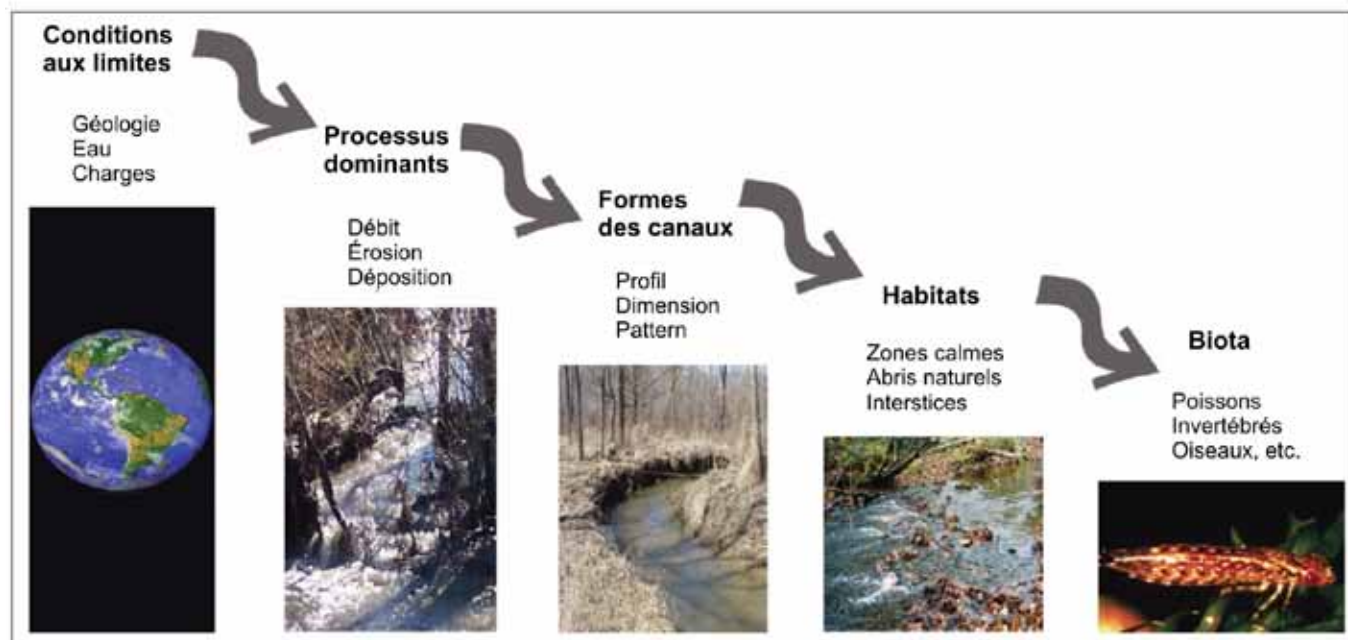 Conditions
aux limites
Géologie
Eau
Charges
Processus
dominants
Débit
Érosion
Déposition
Formes
des canaux
Profil
Dimension
Pattern
Habitats
Zones calmes
Abris naturels
Interstices
Biota
Poissons
Invertébrés
Oiseaux, etc.